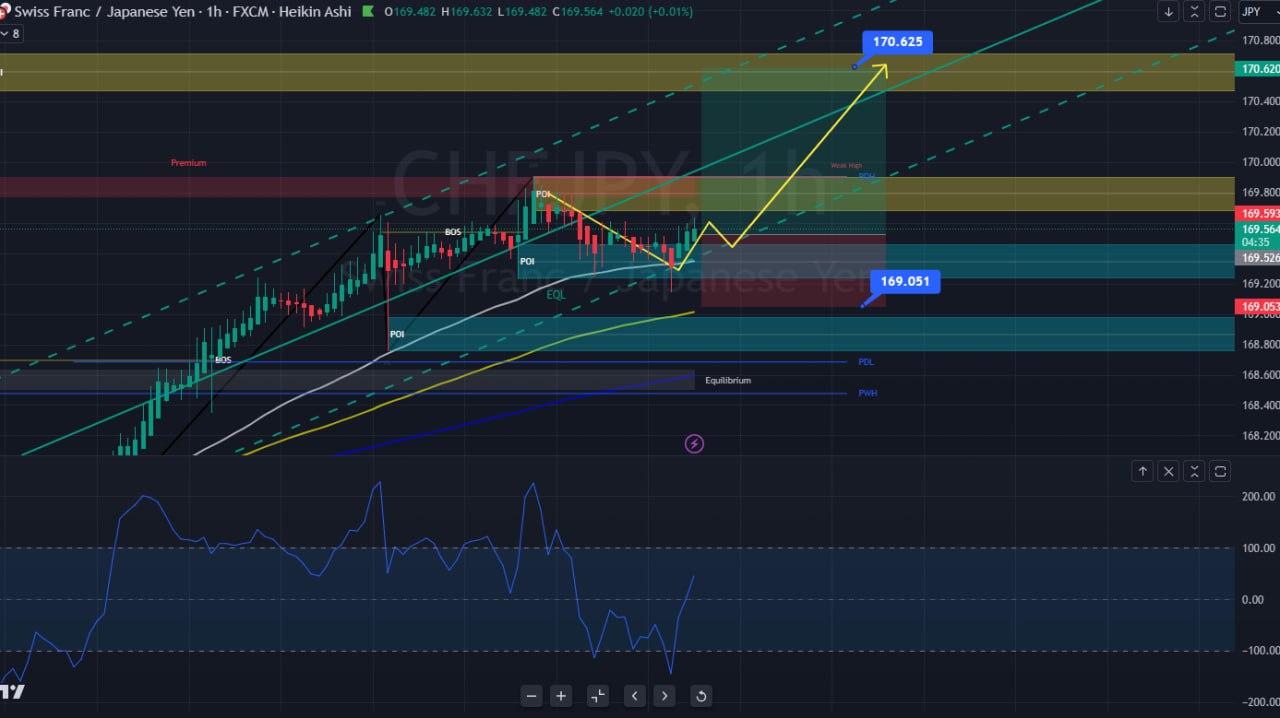 Swiss Franc / Japanese Yen · 1h · FXCM · Heikin Ashi O169.482 H169.632 L169.482 C169.564 +0.020 (+0.01%)
JPY
8
170.625
170.800
170.620
170.400
170.200
Premium
CHFJPY, 1h
Weak High
170.000
PDH
POI
169.800
169.593
BOS
169.564
04:35
POI
169.526
Swiss Franc / Japanese Yen
169.051
169.200
EQL
169.053
169.000
POI
168.800
BOS
PDL
Equilibrium
168.600
PWH
168.400
168.200
200.00
100.00
0.00
−100.00
−200.00